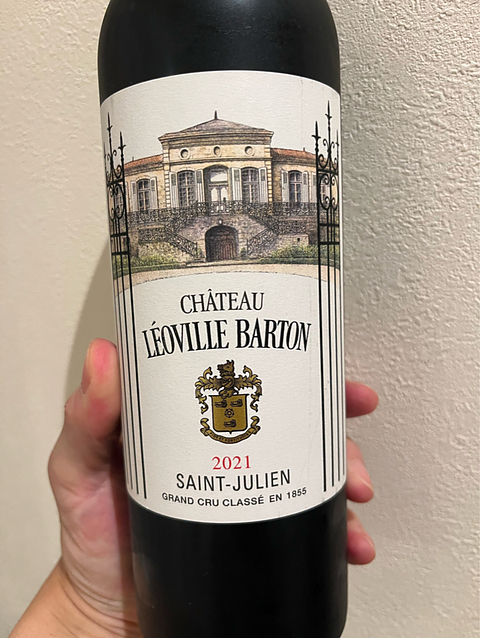 CHÂTEAU
LÉOVILLE BARTON
2021
SAINT-JULIEN
GRAND CRU CLASSÉ EN 1855